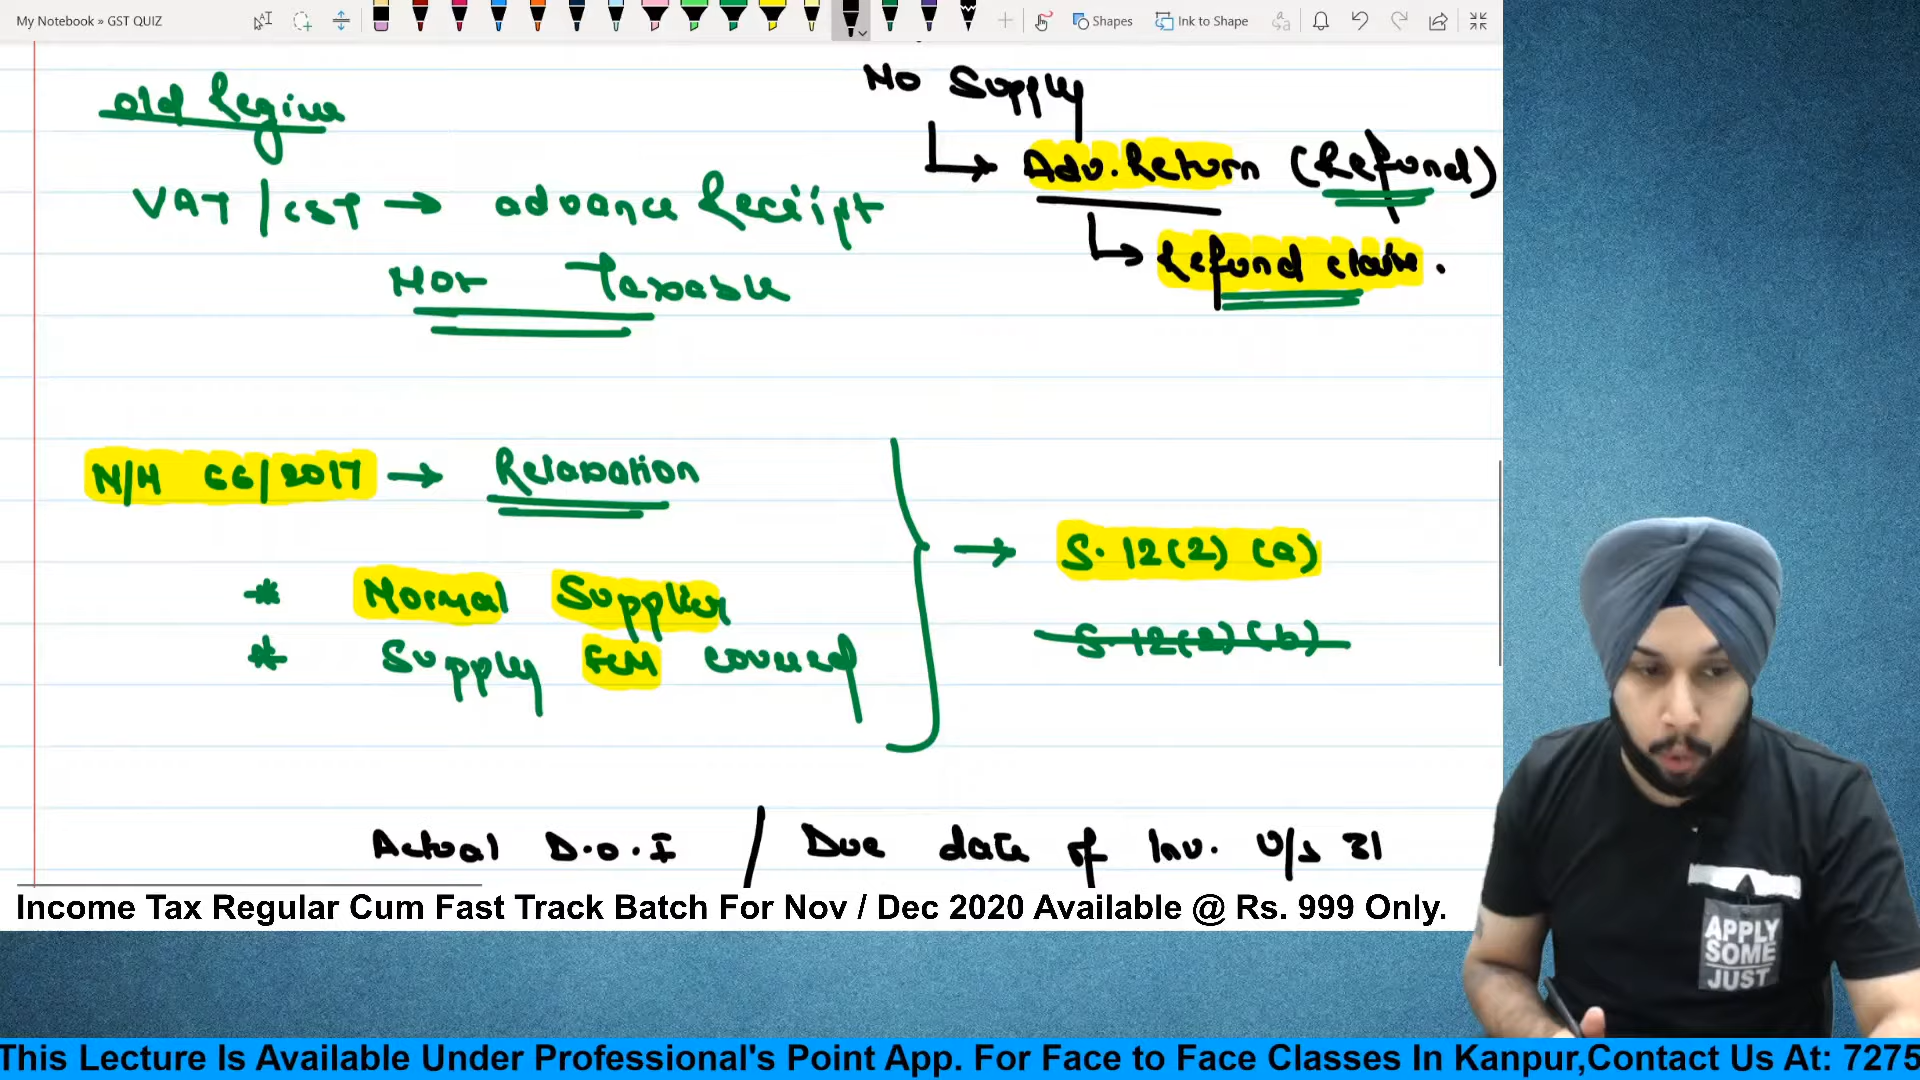 My Notebook » GST QUIZ
Shapes
Ink to Shape
Old Regime
VAT / CST → advance Receipt
Not Taxable
No Supply
Adv. Return (Refund)
Refund claim.
N/N 66/2017 → Relaxation
* Normal Supplier
* Supply FCM covered
→ S. 12(2) (a)
S. 12(2) (b)
Actual D.O.I / Due date of Inv. U/s 31
Income Tax Regular Cum Fast Track Batch For Nov / Dec 2020 Available @ Rs. 999 Only.
APPLY
SOME
JUST
This Lecture Is Available Under Professional's Point App. For Face to Face Classes In Kanpur,Contact Us At: 7275